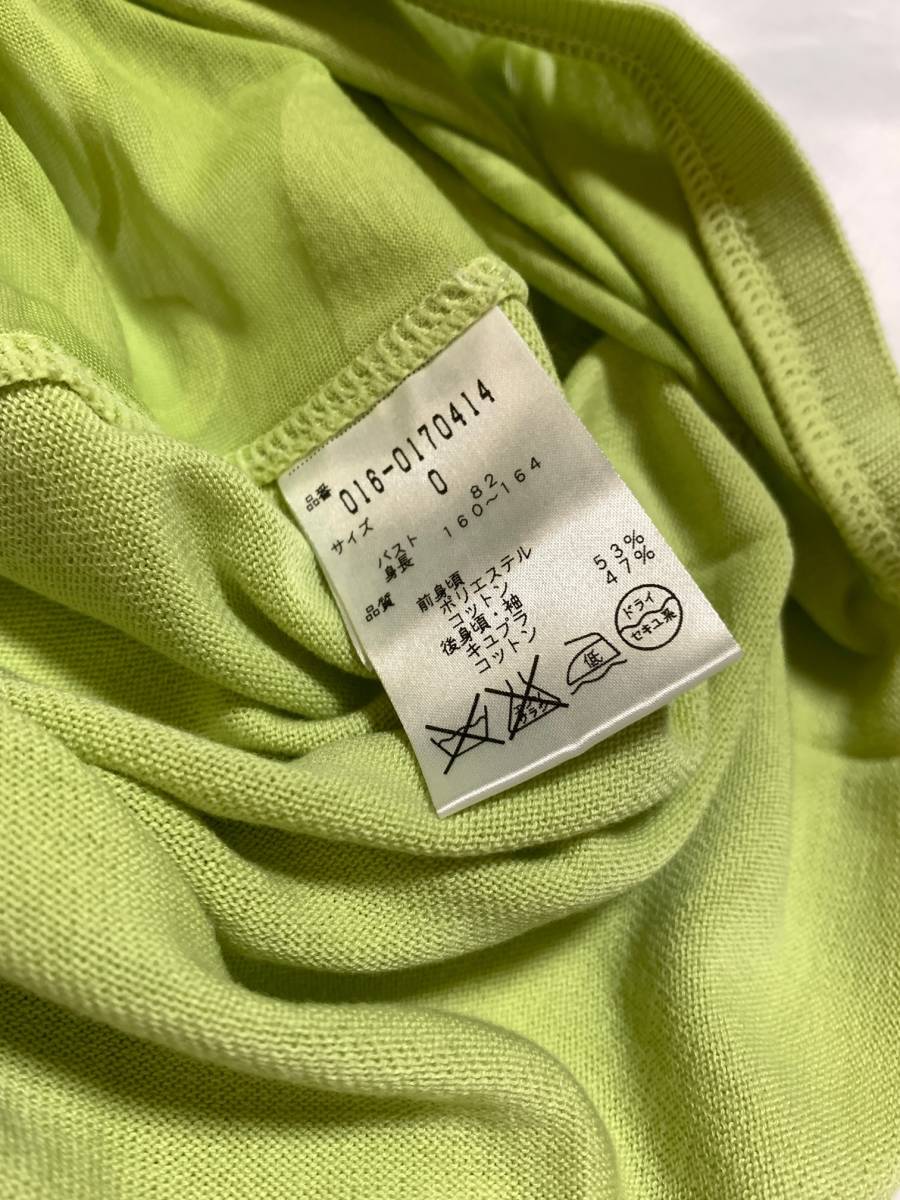 品番 016-0170414
サイズ 0
バスト 82
身長 160~164
品質 前身頃
ポリエステル
コットン
後身頃:袖
キュプラ
コットン
53%
47%
低
ドライ
セキユ系